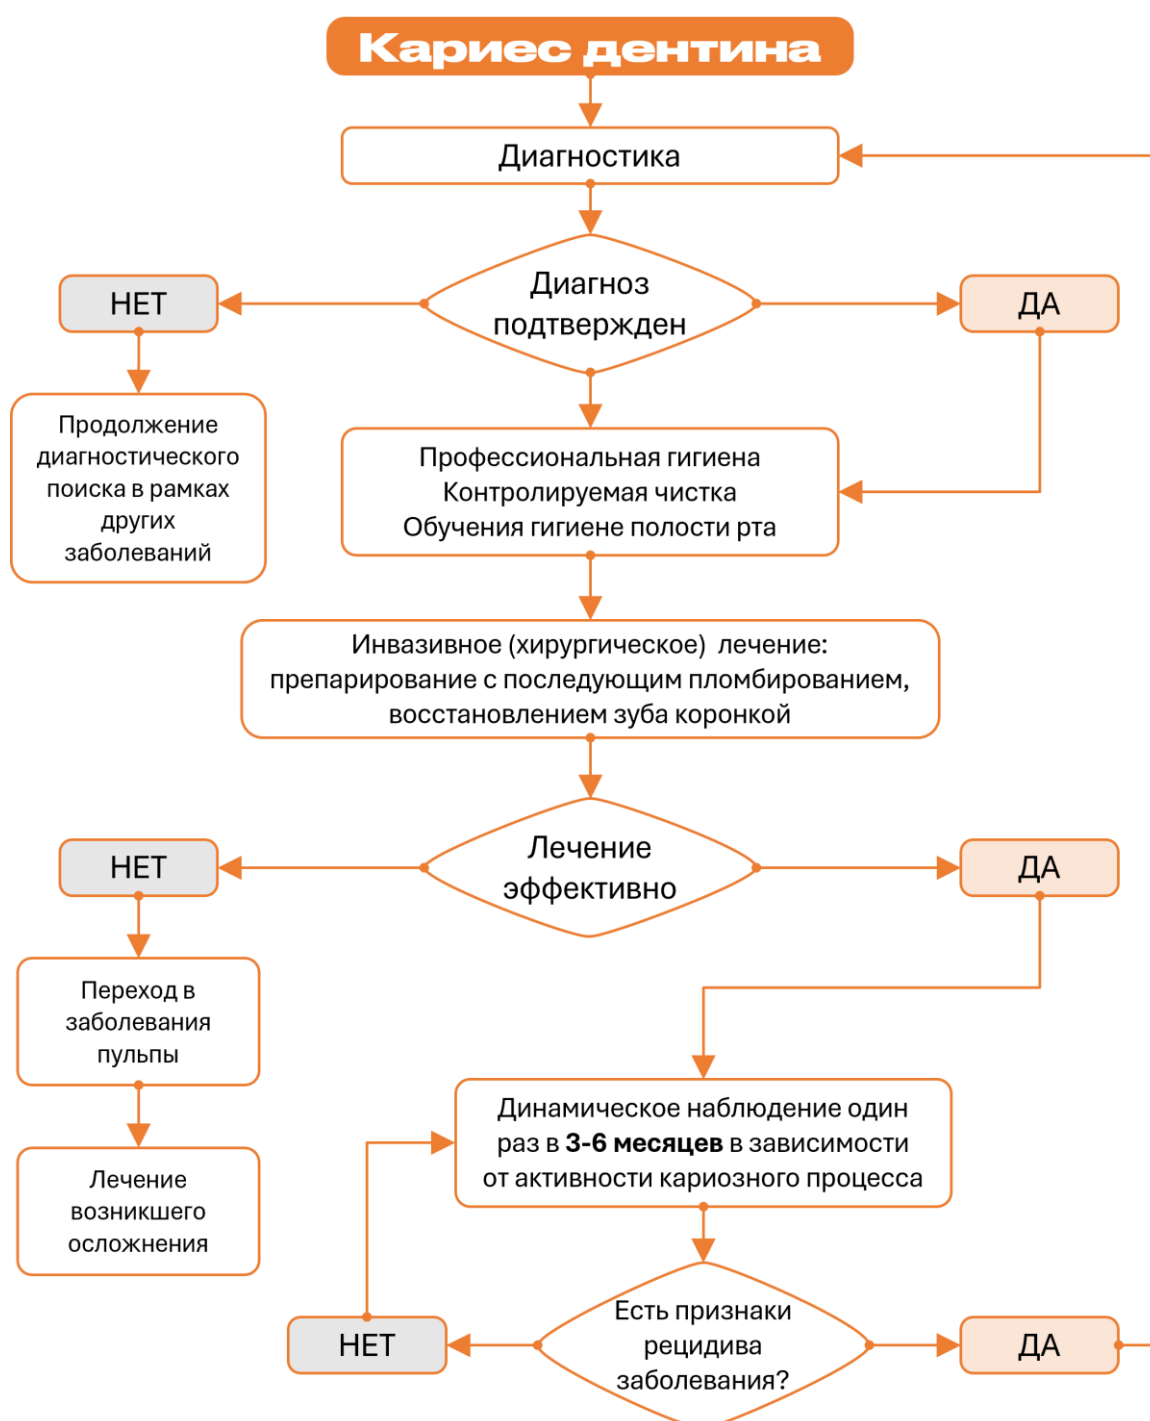 Кариес дентина
Диагностика
Диагноз
подтвержден
НЕТ
ДА
Продолжение
диагностического
поиска в рамках
других
заболеваний
Профессиональная гигиена
Контролируемая чистка
Обучения гигиене полости рта
Инвазивное (хирургическое) лечение:
препарирование с последующим пломбированием,
восстановлением зуба коронкой
Лечение
эффективно
НЕТ
ДА
Переход в
заболевания
пульпы
Лечение
возникшего
осложнения
Динамическое наблюдение один
раз в 3-6 месяцев в зависимости
от активности кариозного процесса
Есть признаки
рецидива
заболевания?
НЕТ
ДА